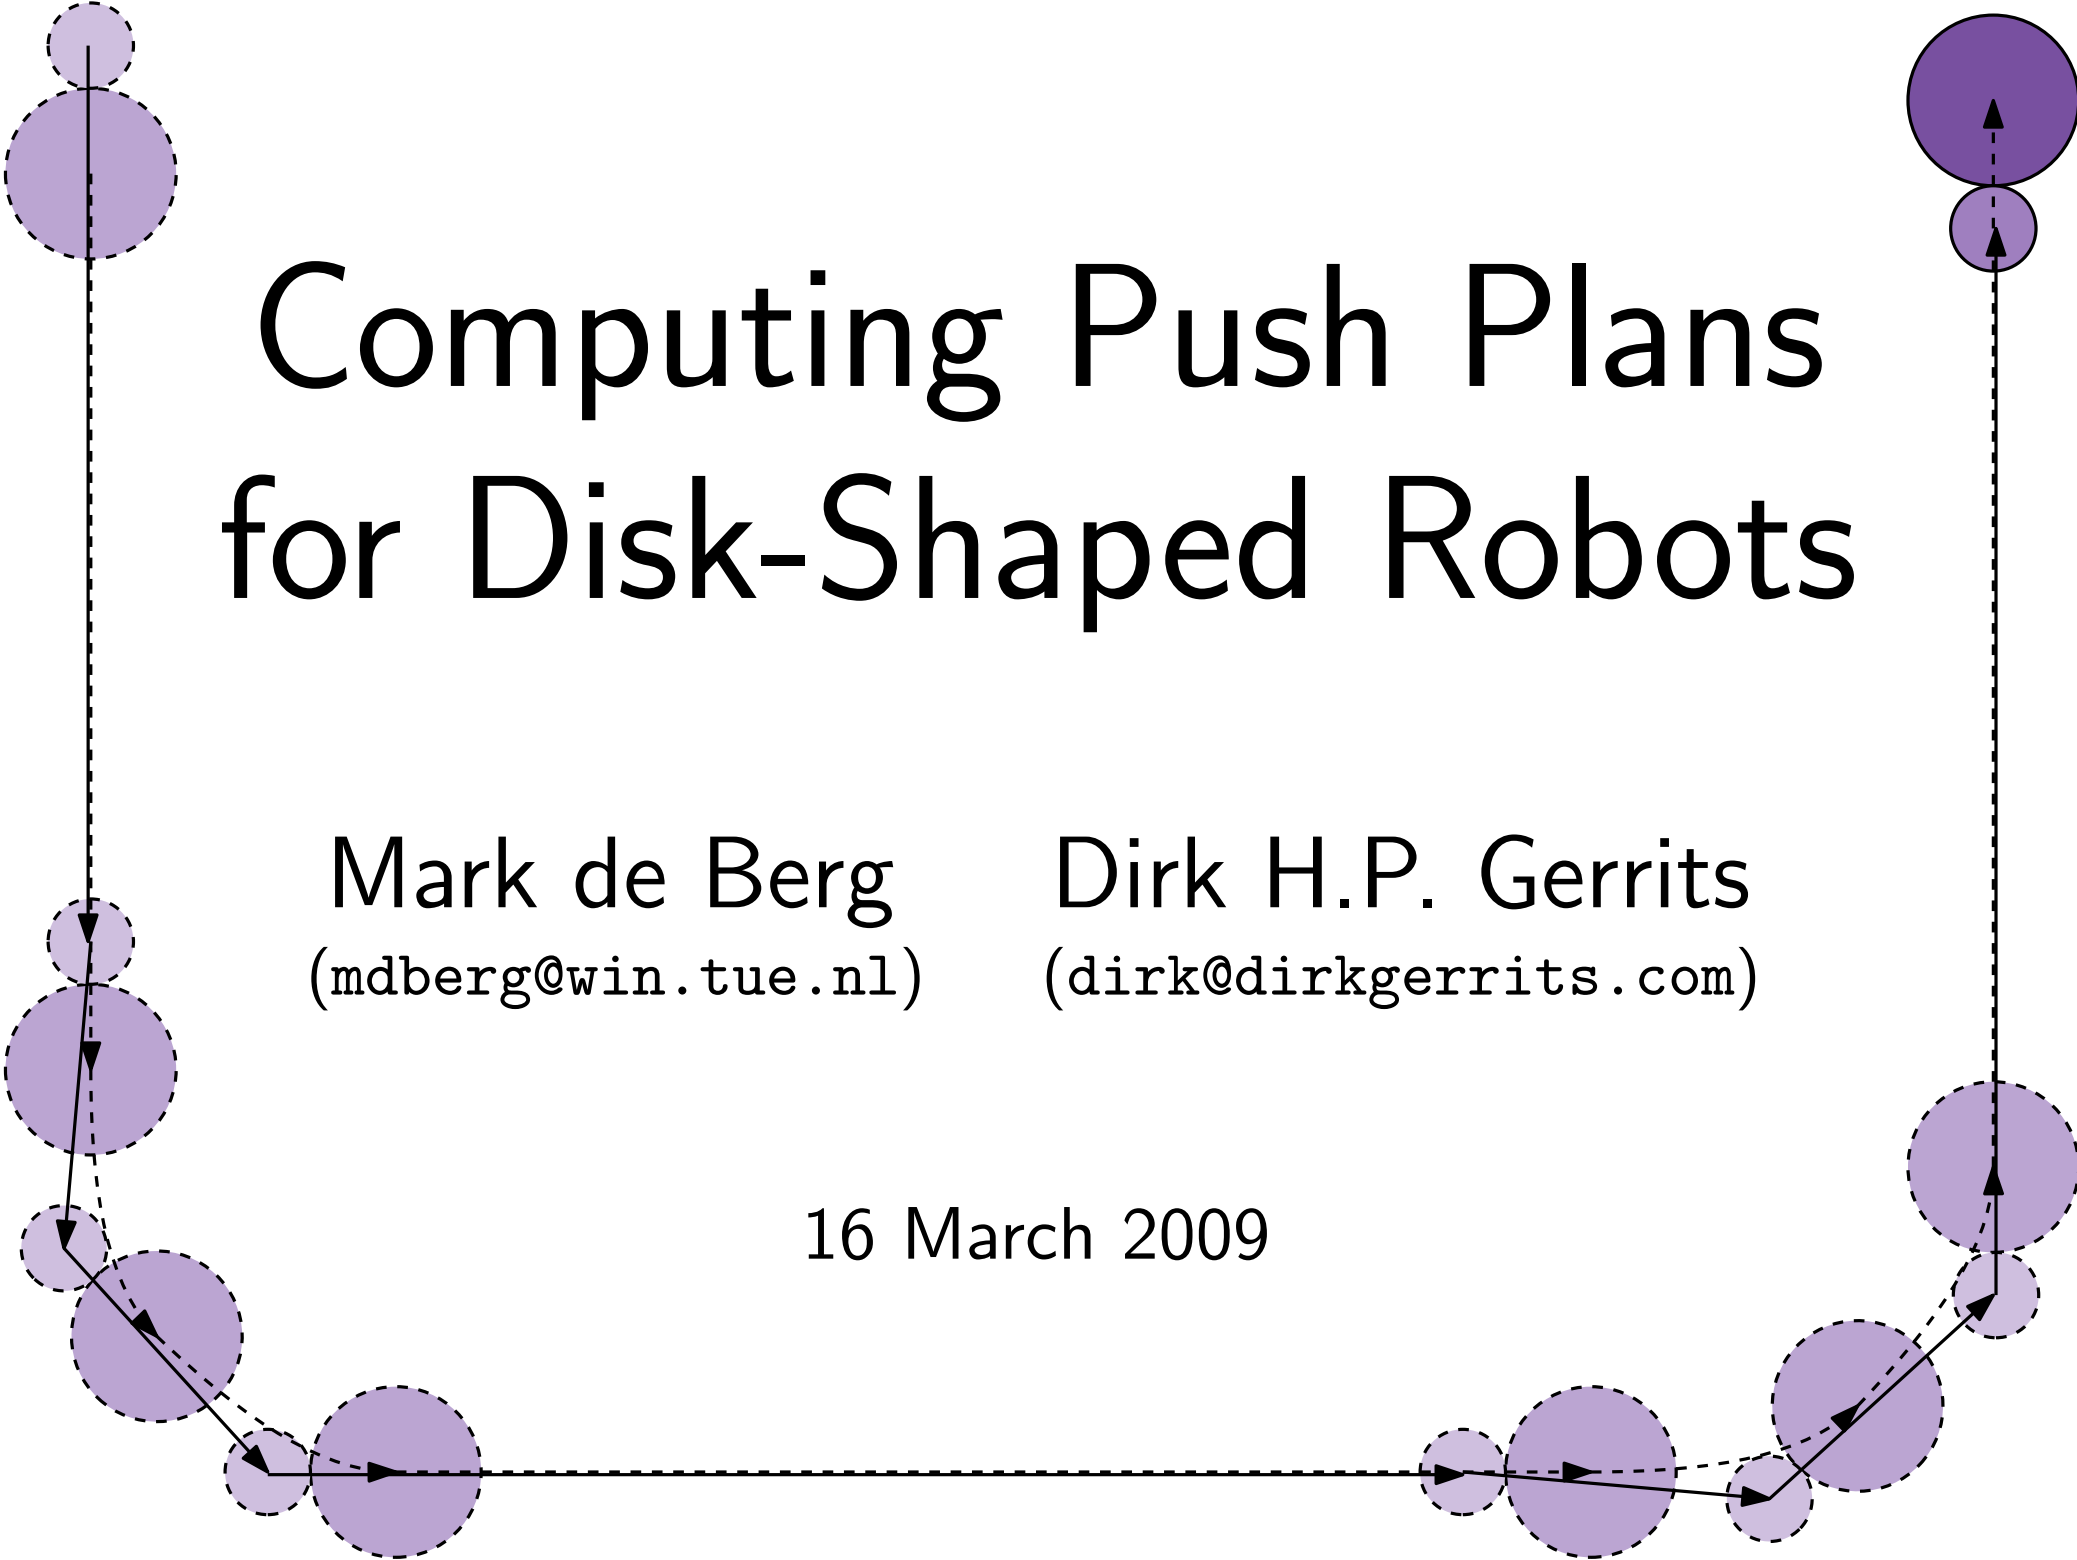 Computing Push Plans
for Disk-Shaped Robots
Mark de Berg Dirk H.P. Gerrits
(mdberg@win.tue.nl) (dirk@dirkgerrits.com)
16 March 2009